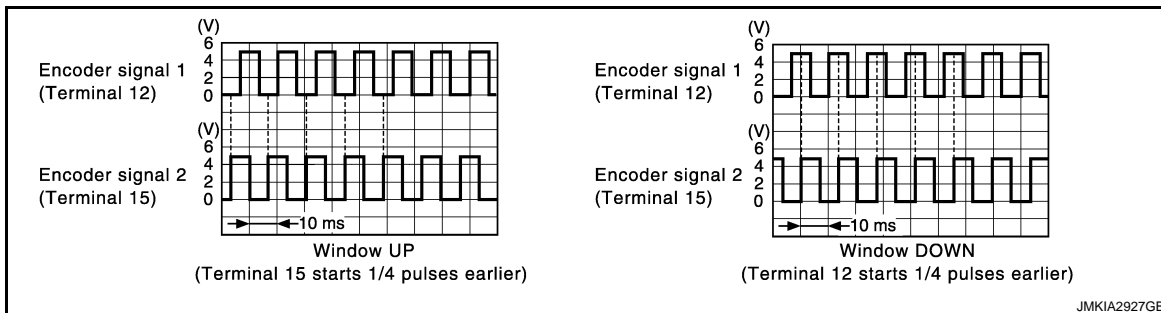 (V)
6
4
2
0
Encoder signal 1
(Terminal 12)
(V)
6
4
2
0
Encoder signal 2
(Terminal 15)
10 ms
Window UP
(Terminal 15 starts 1/4 pulses earlier)
(V)
6
4
2
0
Encoder signal 1
(Terminal 12)
(V)
6
4
2
0
Encoder signal 2
(Terminal 15)
10 ms
Window DOWN
(Terminal 12 starts 1/4 pulses earlier)
JMKIA2927GB